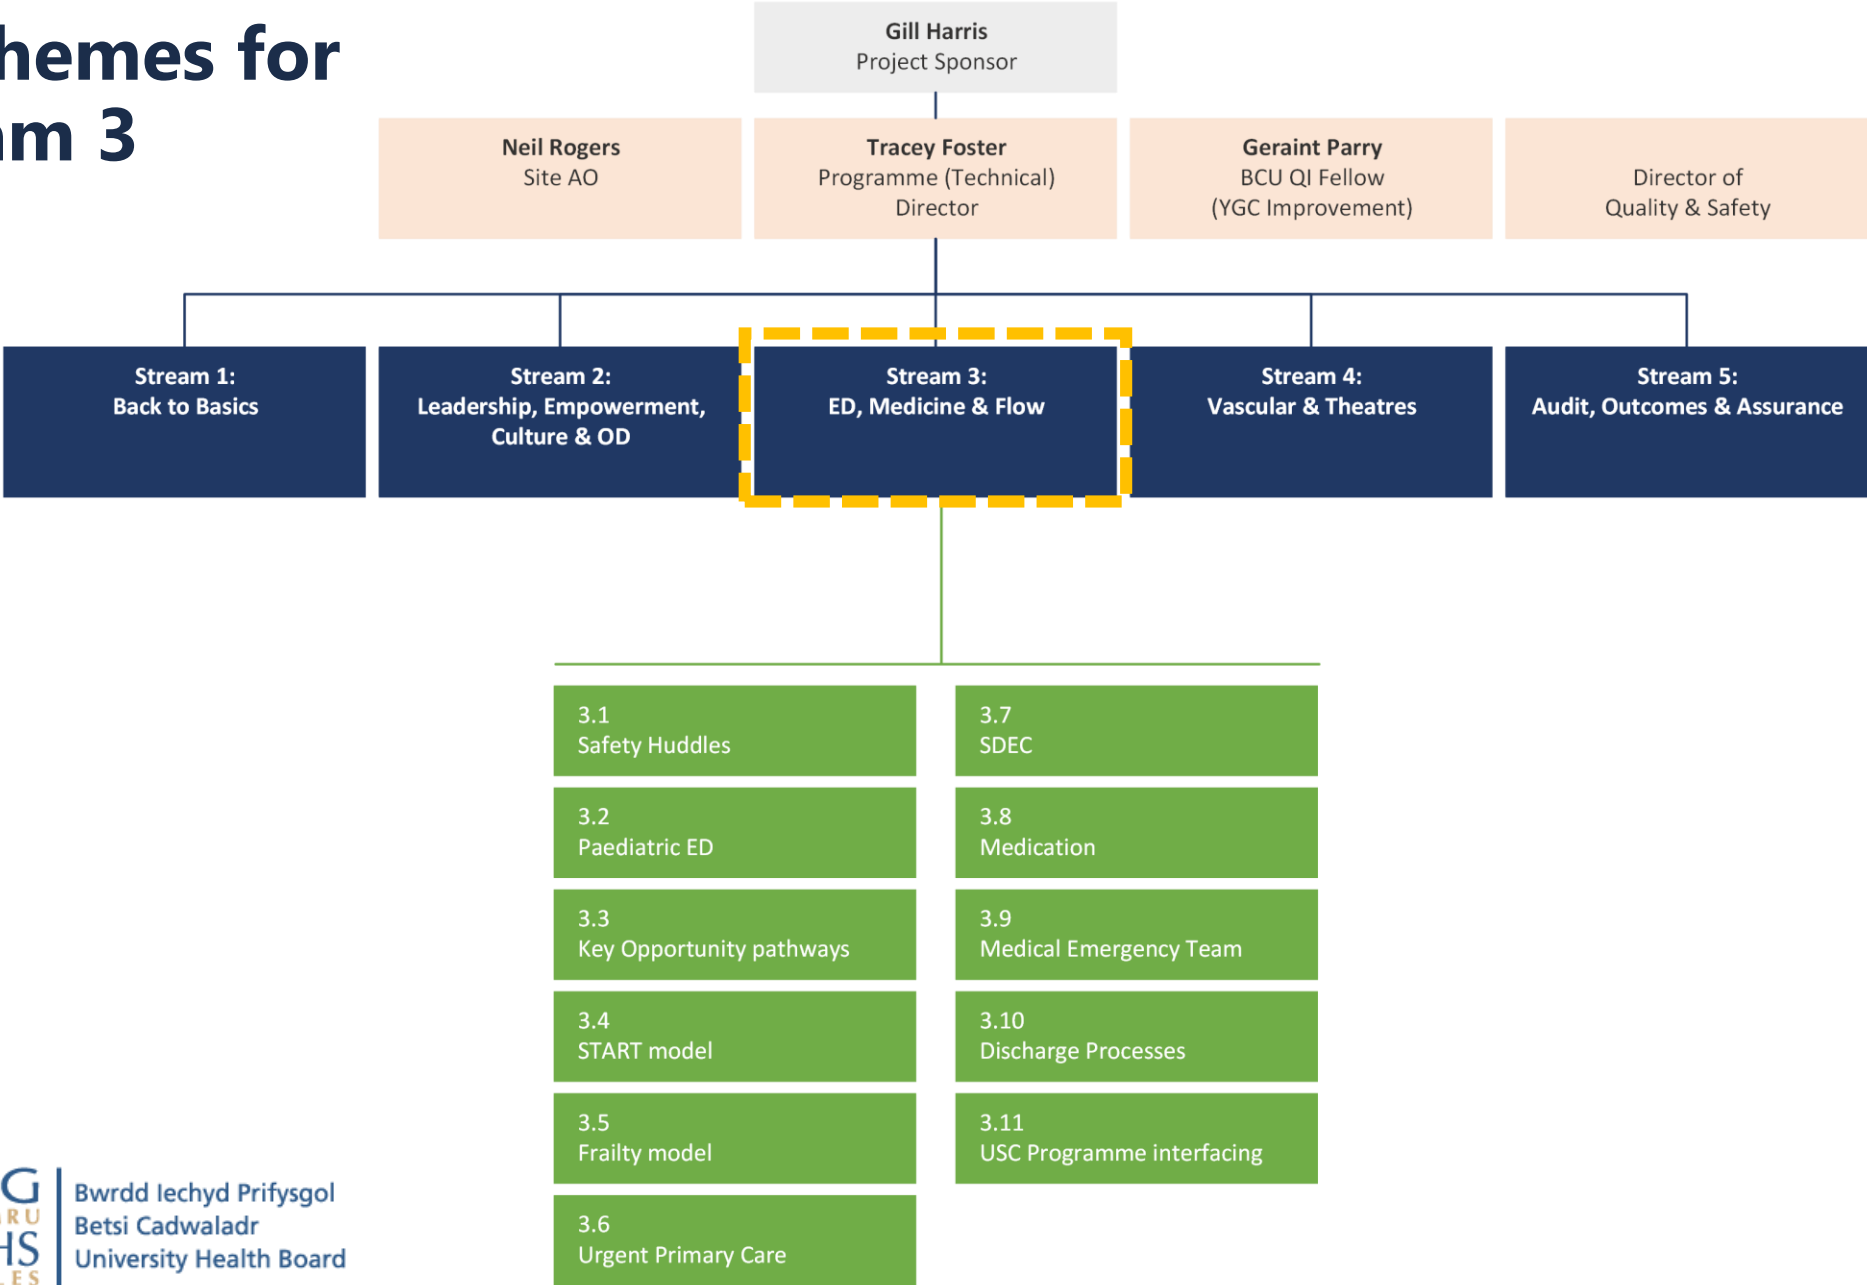 hemes for
am 3
Gill Harris
Project Sponsor
Neil Rogers
Site AO
Tracey Foster
Programme (Technical)
Director
Geraint Parry
BCU QI Fellow
(YGC Improvement)
Director of
Quality & Safety
Stream 1:
Back to Basics
Stream 2:
Leadership, Empowerment,
Culture & OD
Stream 3:
ED, Medicine & Flow
Stream 4:
Vascular & Theatres
Stream 5:
Audit, Outcomes & Assurance
3.1
Safety Huddles
3.2
Paediatric ED
3.3
Key Opportunity pathways
3.4
START model
3.5
Frailty model
3.6
Urgent Primary Care
3.7
SDEC
3.8
Medication
3.9
Medical Emergency Team
3.10
Discharge Processes
3.11
USC Programme interfacing
G
RU
HS
LES
Bwrdd Iechyd Prifysgol
Betsi Cadwaladr
University Health Board